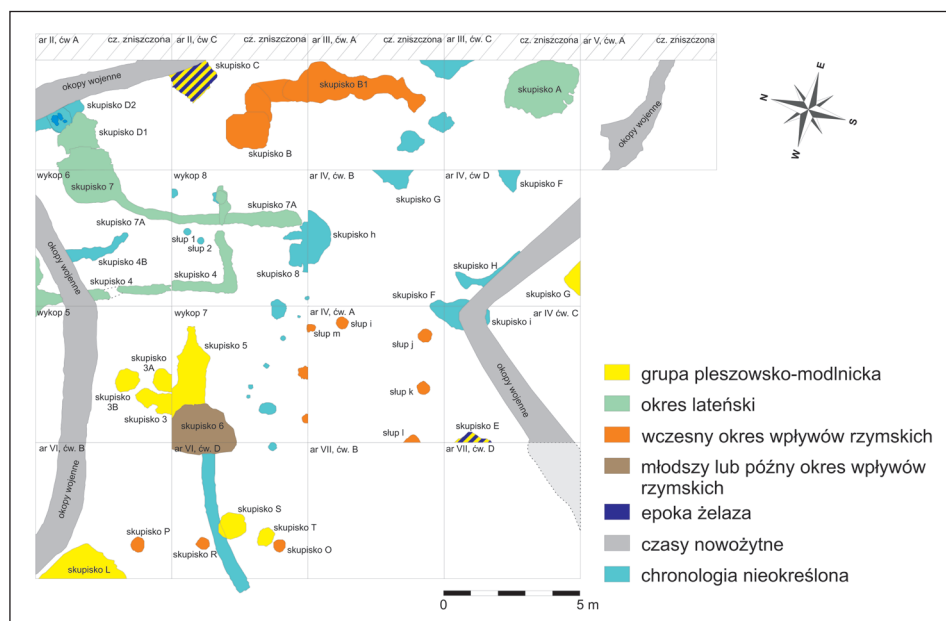 ar II, ćw A
cz. zniszczona
ar II, ćw C
cz. zniszczona
ar III, ćw. A
cz. zniszczona
ar III, ćw. C
cz. zniszczona
ar V, ćw, A
skupisko C
okopy wojenne
skupisko B1
skupisko A
skupisko D2
skupisko D1
okopy wojenne
skupisko B
E
N
S
W
wykop 6
wykop 8
ar IV, ćw. B
ar IV, ćw D
skupisko 7
skupisko F
skupisko G
skupisko 7A
skupisko 7A
słup 1
słup 2
skupisko h
okopy wojenne
skupisko 4B
skupisko 8
skupisko H
skupisko 4
skupisko 4
skupisko G
skupisko F
wykop 5
wykop 7
ar IV, ćw. A
ar IV ćw. C
skupisko i
słup i
słup m
słup j
skupisko 5
skupisko
3A
skupisko
3B
słup k
okopy wojenne
skupisko 3
skupisko 6
skupisko E
słup l
ar VI, ćw. B
ar VI, ćw. D
ar VII, ćw. B
ar VII, ćw. D
okopy wojenne
skupisko S
skupisko T
skupisko P
skupisko R
skupisko O
skupisko L
grupa pleszowsko-modlnicka
okres lateński
wczesny okres wpływów rzymskich
młodszy lub późny okres wpływów
rzymskich
epoka żelaza
czasy nowożytne
chronologia nieokreślona
0
5 m